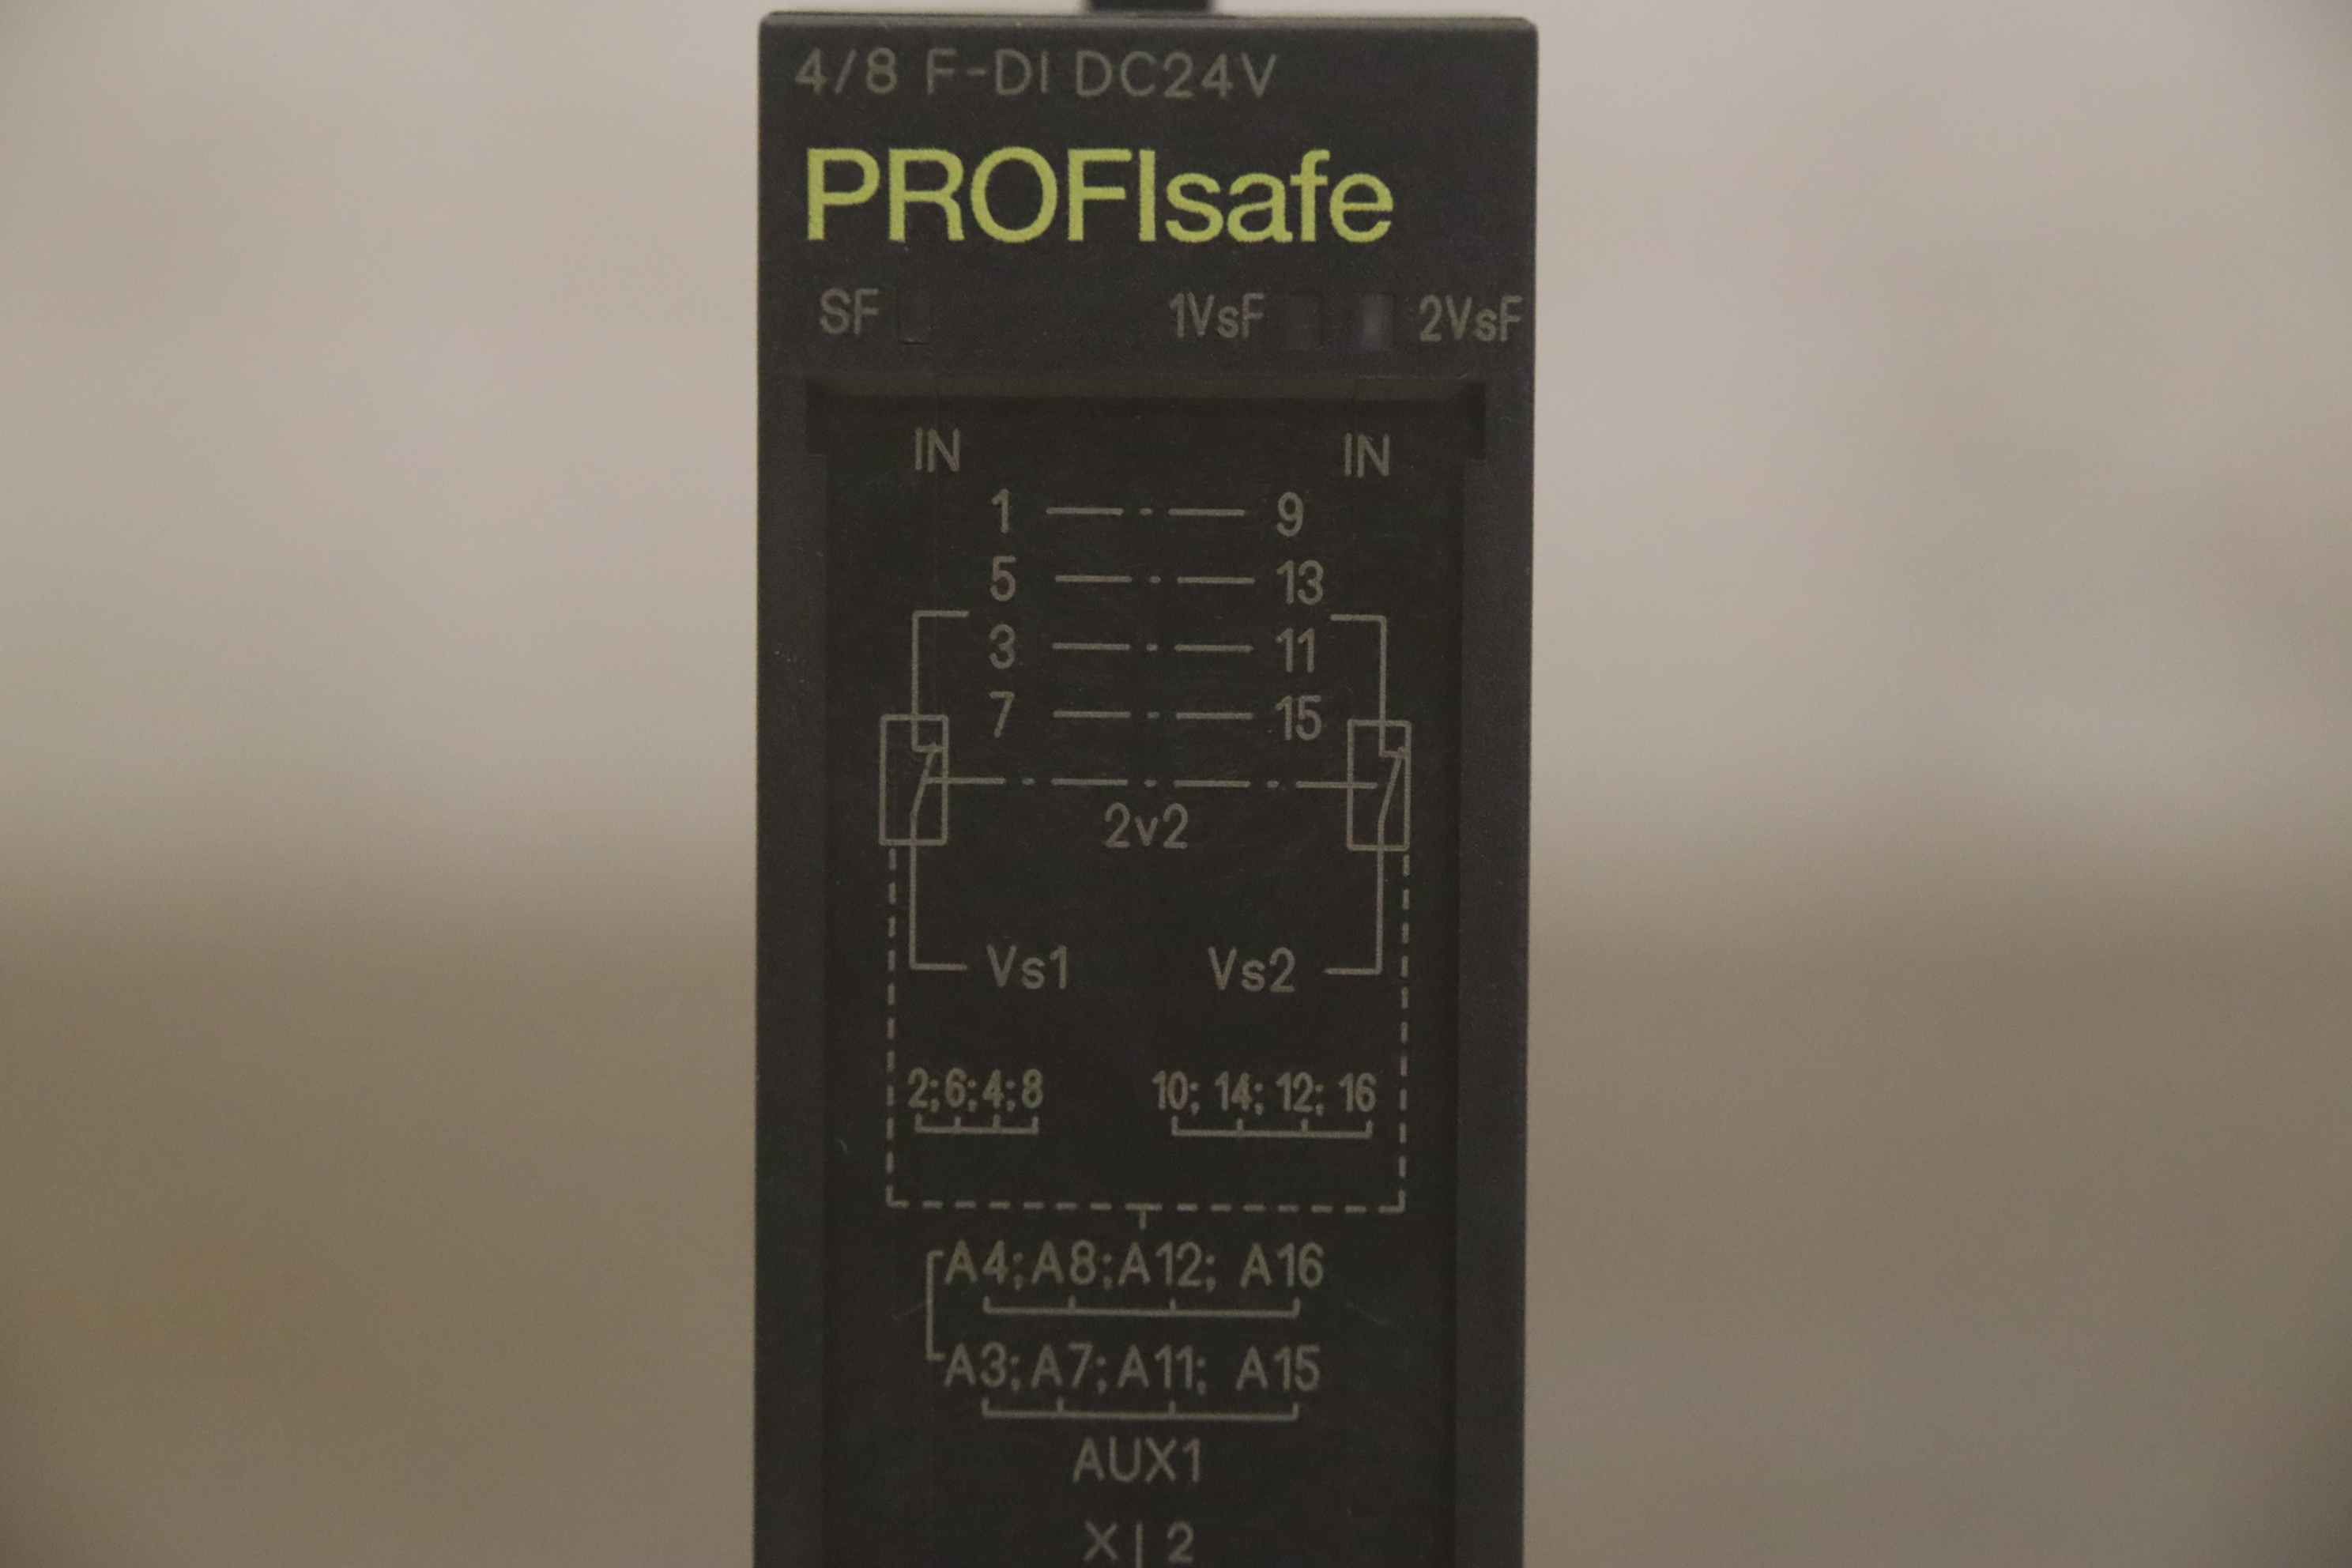 4/8 F-DI DC24V
PROFIsafe
SF 1VsF 2VsF
IN IN
1 9
5 13
3 11
7 15
2v2
Vs1 Vs2
2;6;4;8 10; 14; 12; 16
A4;A8;A12; A16
A3;A7;A11; A15
AUX1
X 2